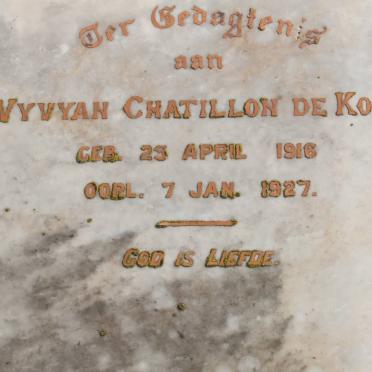 Ter Gedagtenis
aan
Vyvyan Chatillon de Ko
GEB. 23 APRIL 1916
OORL. 7 JAN. 1927.
GOD IS LIEFDE.